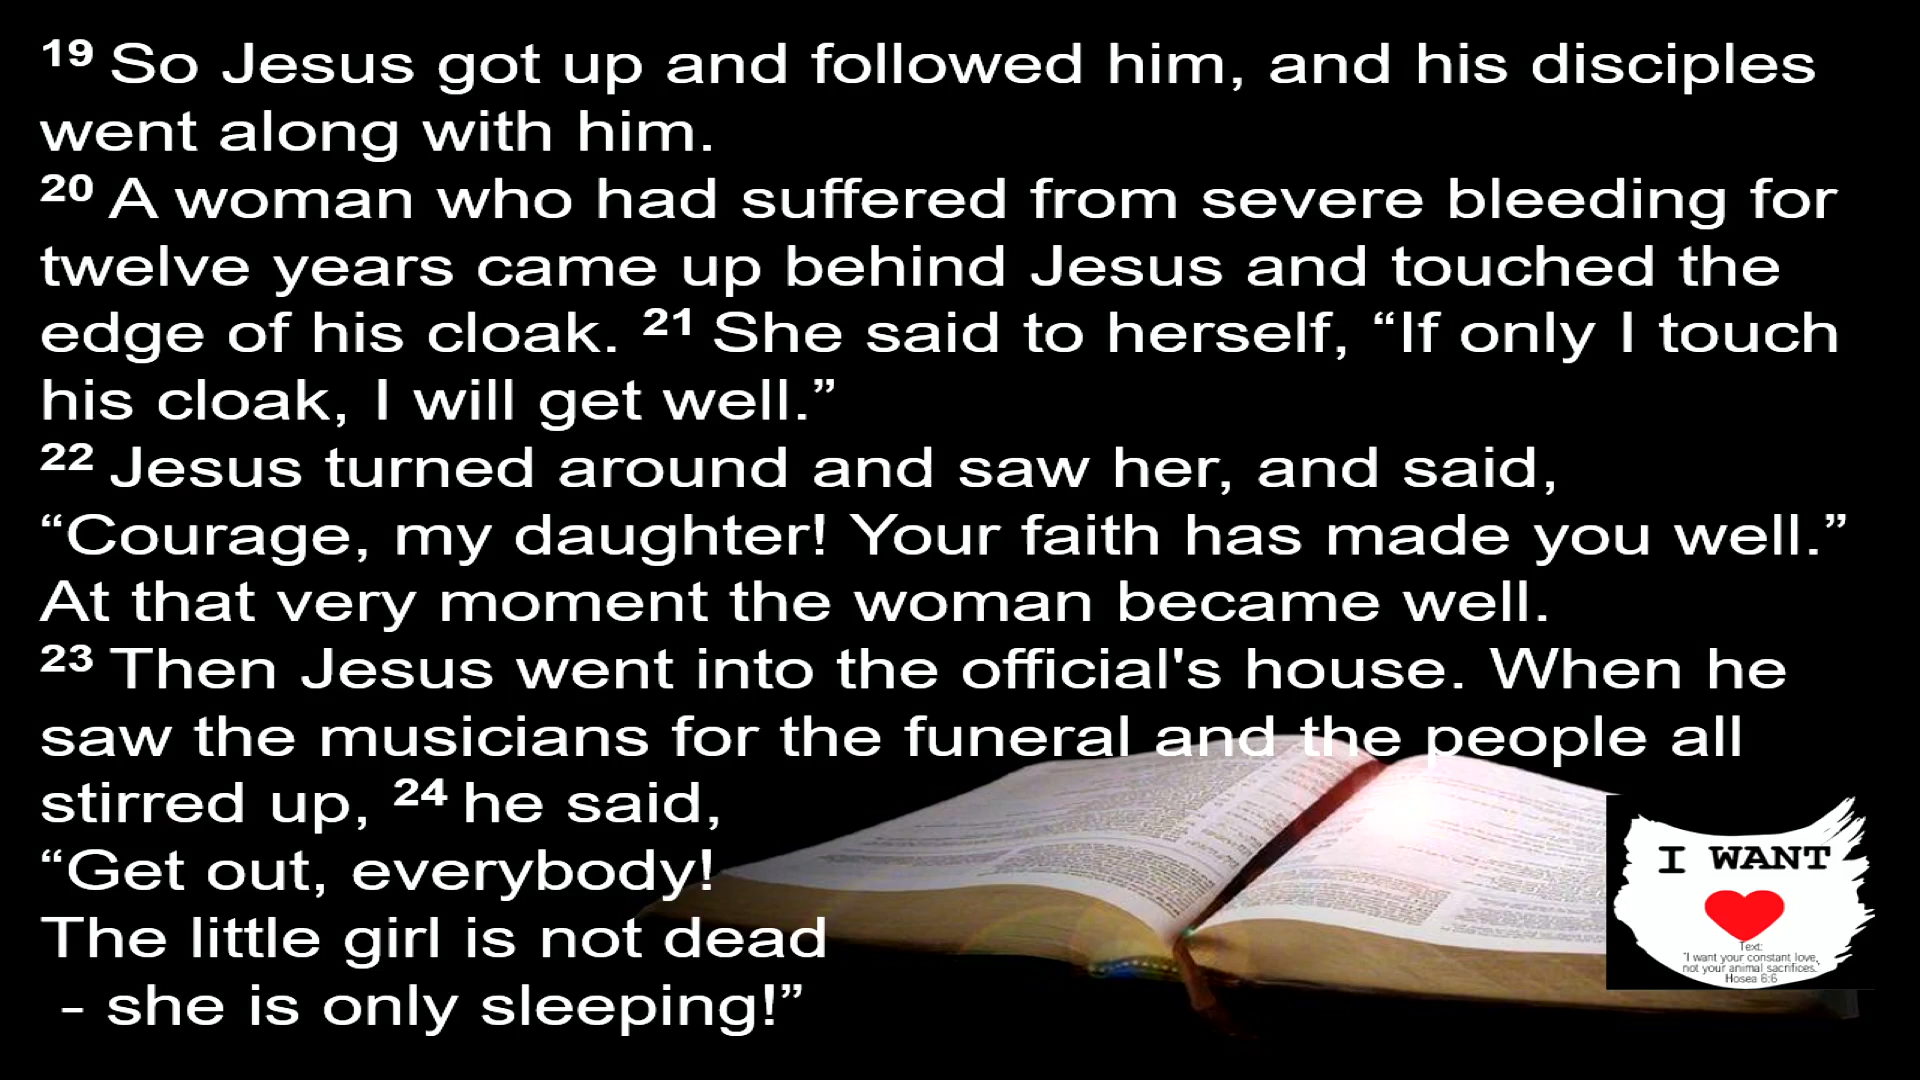 19 So Jesus got up and followed him, and his disciples
went along with him.
20 A woman who had suffered from severe bleeding for
twelve years came up behind Jesus and touched the
edge of his cloak. 21 She said to herself, “If only I touch
his cloak, I will get well.”
22 Jesus turned around and saw her, and said,
“Courage, my daughter! Your faith has made you well.”
At that very moment the woman became well.
23 Then Jesus went into the official's house. When he
saw the musicians for the funeral and the people all
stirred up, 24 he said,
“Get out, everybody!
The little girl is not dead
- she is only sleeping!”
I WANT
Text:
"I want your constant love,
not your animal sacrifices."
Hosea 6:6